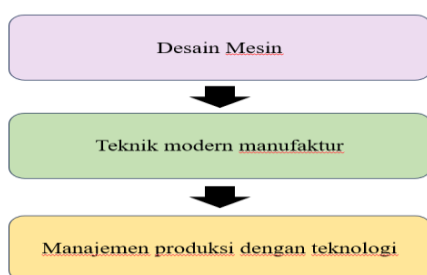 Desain Mesin
Teknik modern manufaktur
Manajemen produksi dengan teknologi